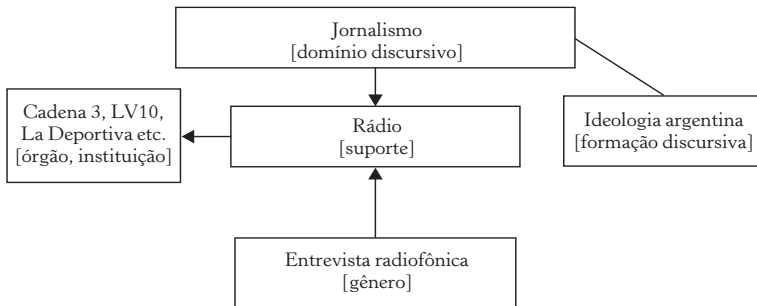 Jornalismo
[domínio discursivo]
Cadena 3, LV10,
La Deportiva etc.
[órgão, instituição]
Rádio
[suporte]
Ideologia argentina
[formação discursiva]
Entrevista radiofônica
[gênero]